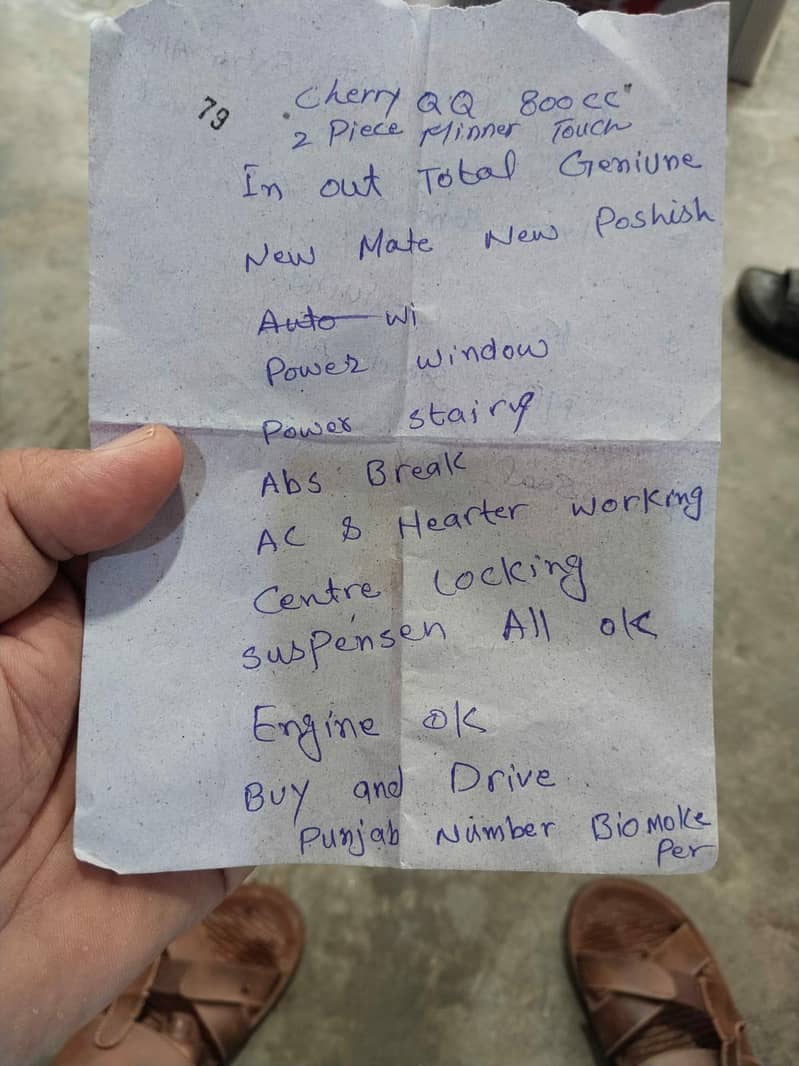 79
Cherry QQ 800cc"
2 Piece Minner Touch
In out Total Geniune
New Mate New Poshish
Auto wi
Power window
Power stairg
Abs Break
AC & Hearter working
Centre Locking
suspensen All ok
Engine ok
Buy and Drive
Punjab Number Biomoke
Per